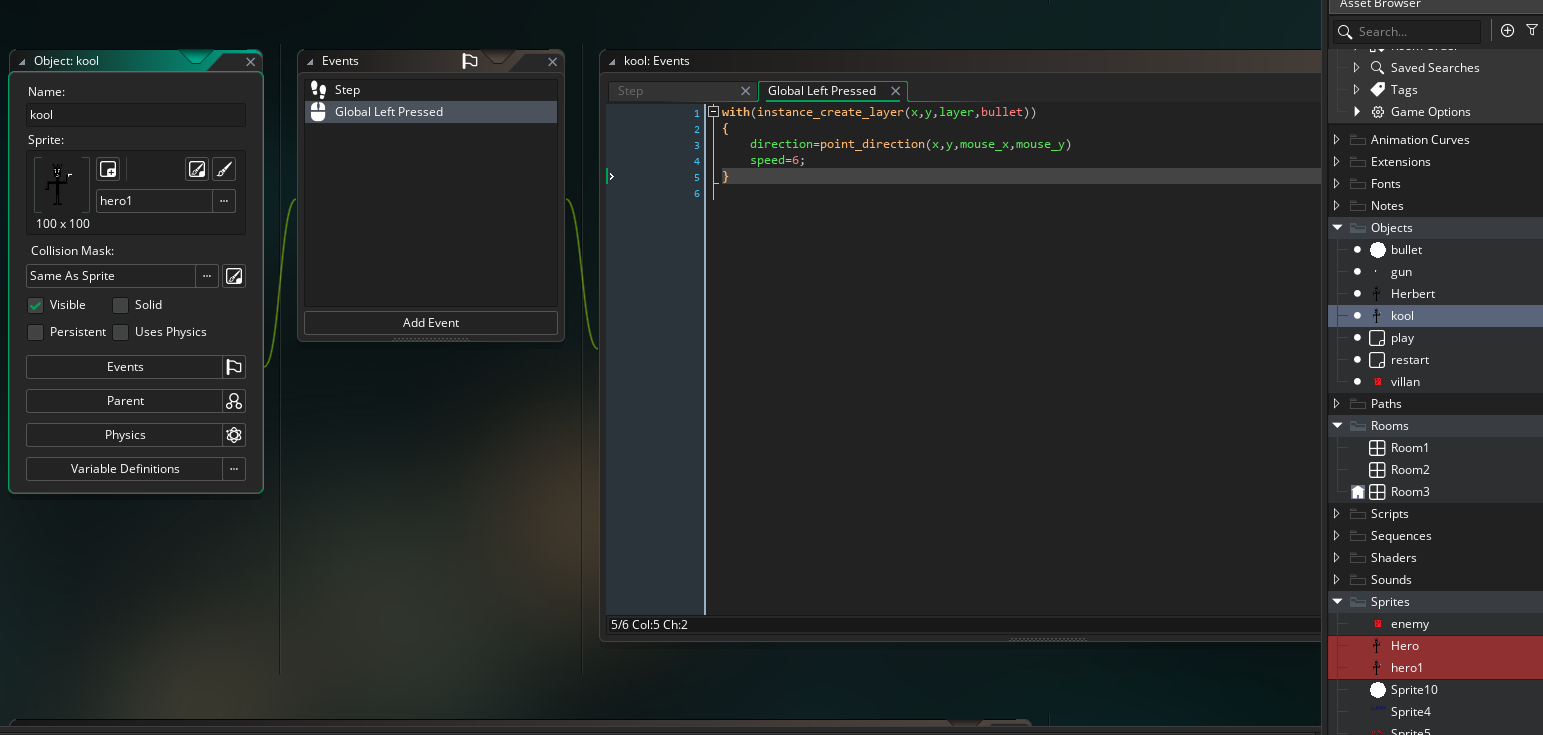 Object: kool
Name:
kool
Sprite:
hero1
...
100 x 100
Collision Mask:
Same As Sprite
...
Visible
Solid
Persistent
Uses Physics
Events
Parent
Physics
Variable Definitions
...
Events
Step
Global Left Pressed
Add Event
kool: Events
Step
Global Left Pressed
1 with(instance_create_layer(x,y,layer,bullet))
2 {
3 direction=point_direction(x,y,mouse_x,mouse_y)
4 speed=6;
5 }
6
5/6 Col:5 Ch:2
Asset Browser
Search...
Room Order
Saved Searches
Tags
Game Options
Animation Curves
Extensions
Fonts
Notes
Objects
bullet
gun
Herbert
kool
play
restart
villan
Paths
Rooms
Room1
Room2
Room3
Scripts
Sequences
Shaders
Sounds
Sprites
enemy
Hero
hero1
Sprite10
Sprite4
Sprite5